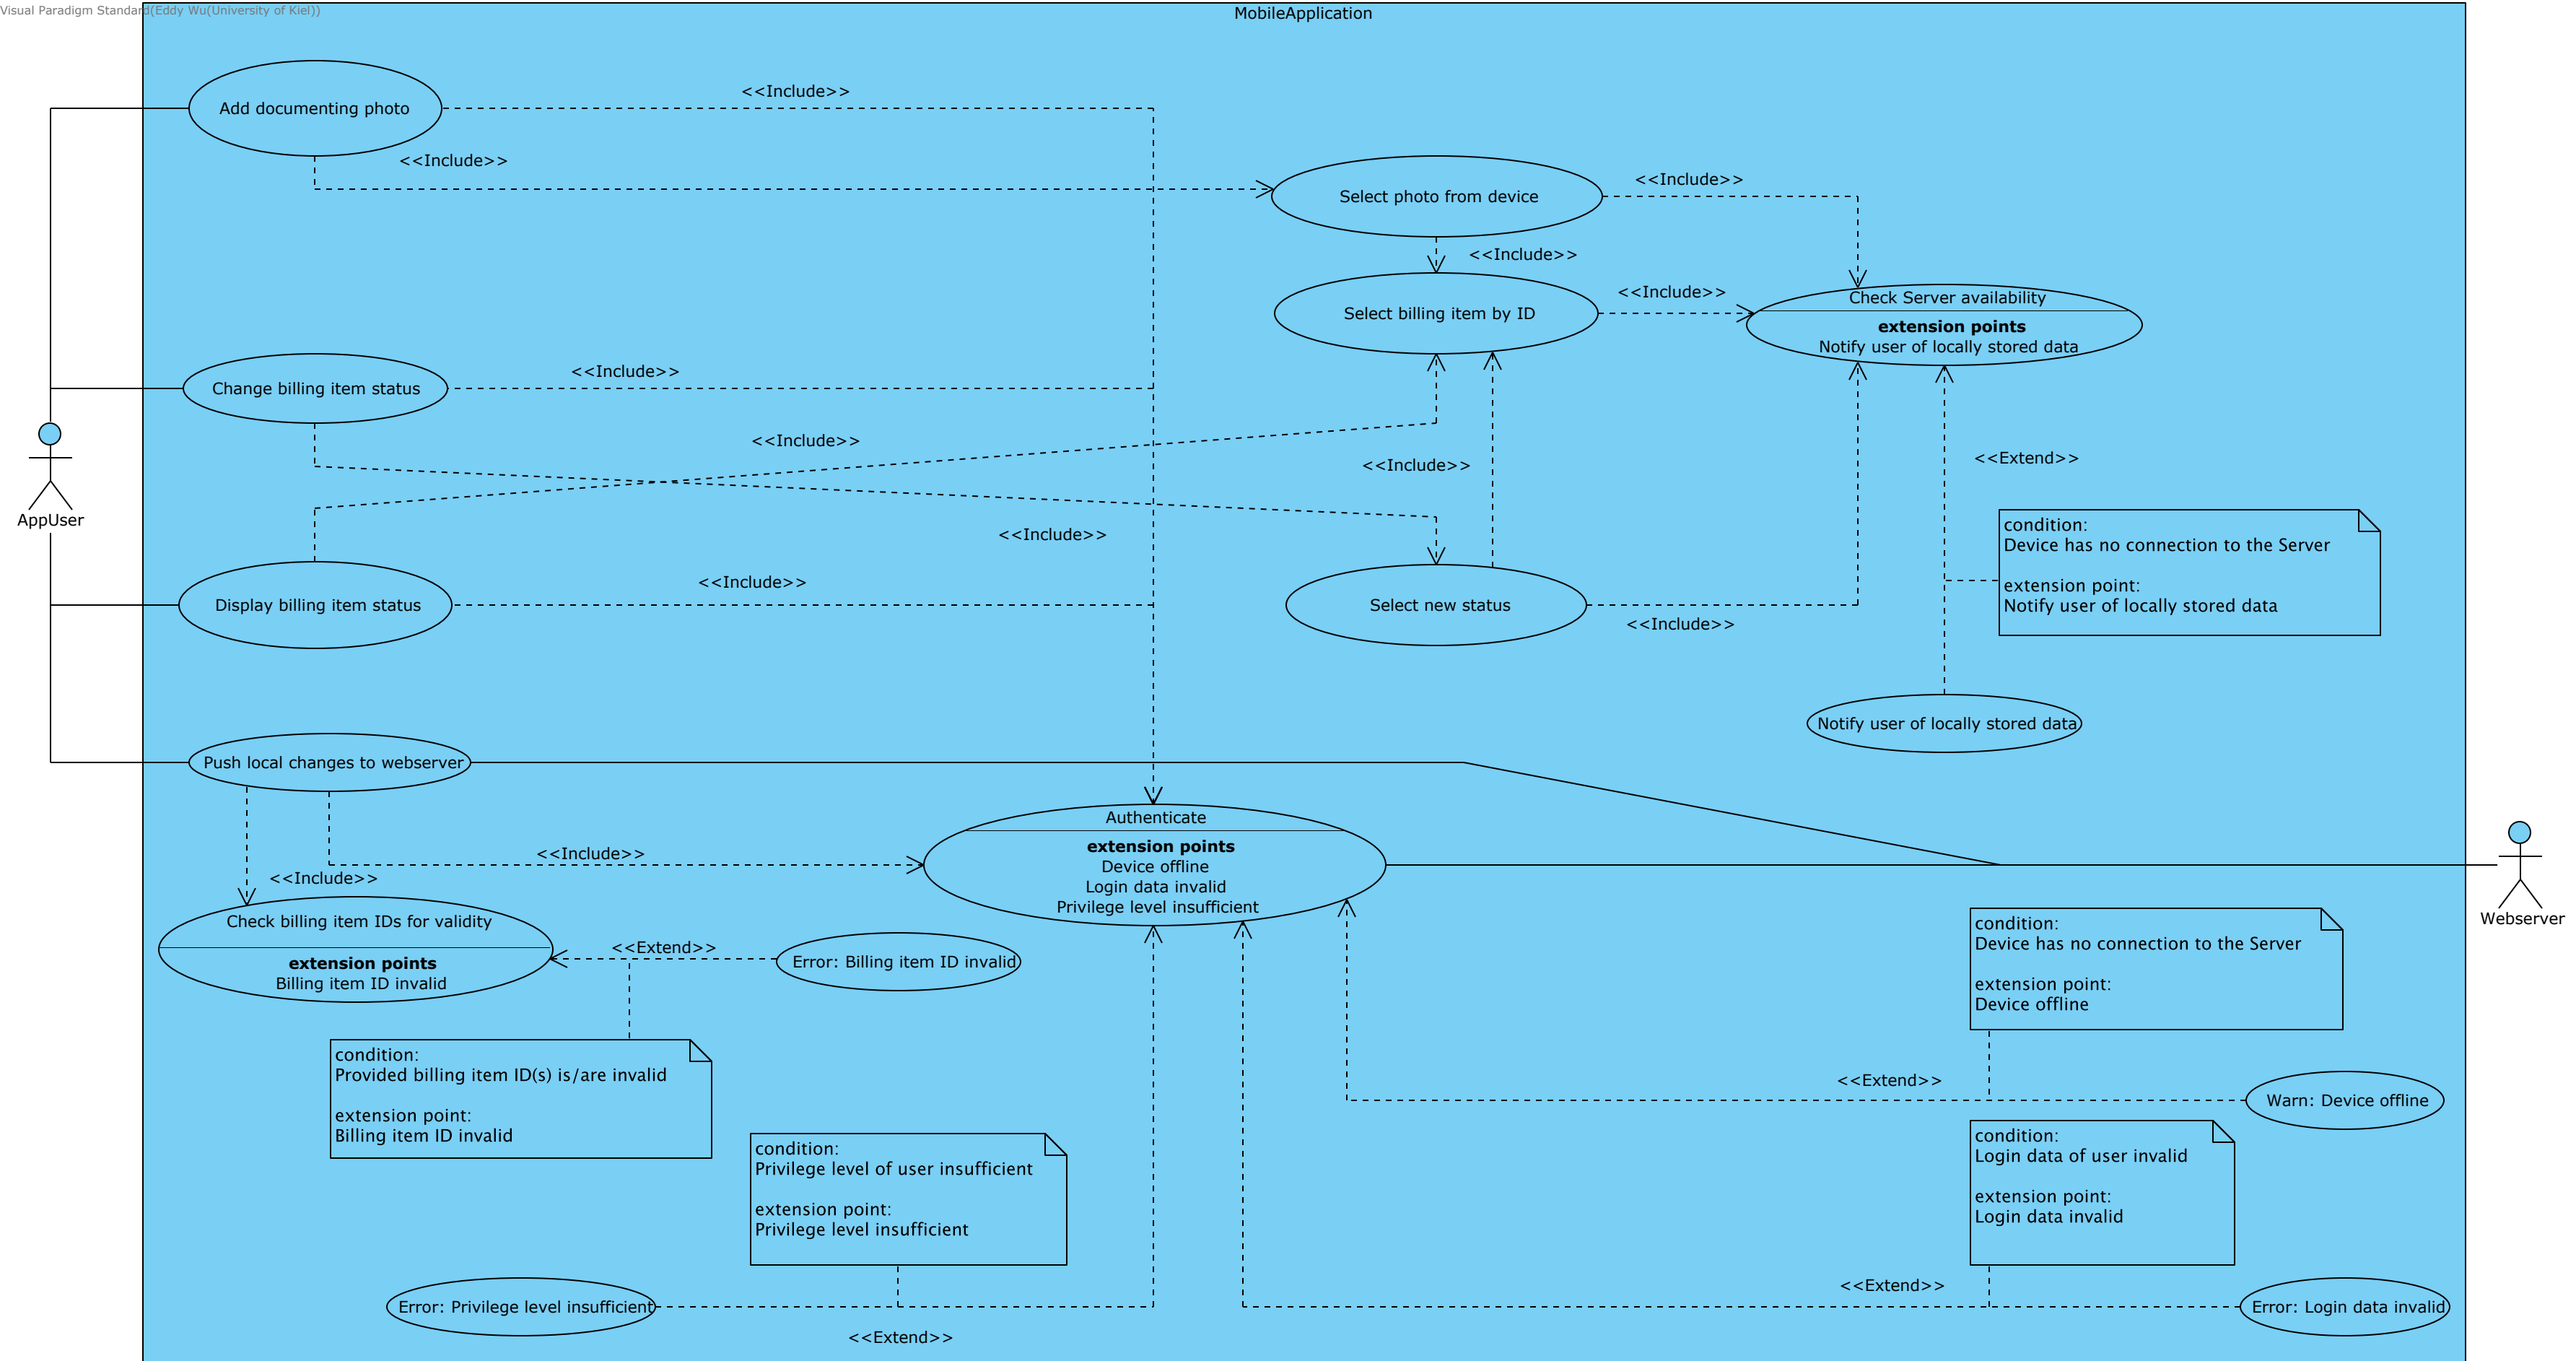 Visual Paradigm Standard(Eddy Wu(University of Kiel))
MobileApplication
<<Include>>
Add documenting photo
<<Include>>
<<Include>>
Select photo from device
<<Include>>
<<Include>>
Select billing item by ID
Check Server availability
extension points
Notify user of locally stored data
<<Include>>
Change billing item status
<<Include>>
<<Include>>
<<Extend>>
AppUser
condition:
Device has no connection to the Server
extension point:
Notify user of locally stored data
<<Include>>
<<Include>>
Display billing item status
Select new status
<<Include>>
Notify user of locally stored data
Push local changes to webserver
Authenticate
extension points
Device offline
Login data invalid
Privilege level insufficient
<<Include>>
<<Include>>
Webserver
Check billing item IDs for validity
extension points
Billing item ID invalid
<<Extend>>
Error: Billing item ID invalid
condition:
Device has no connection to the Server
extension point:
Device offline
condition:
Provided billing item ID(s) is/are invalid
extension point:
Billing item ID invalid
<<Extend>>
Warn: Device offline
condition:
Privilege level of user insufficient
extension point:
Privilege level insufficient
condition:
Login data of user invalid
extension point:
Login data invalid
<<Extend>>
Error: Privilege level insufficient
Error: Login data invalid
<<Extend>>